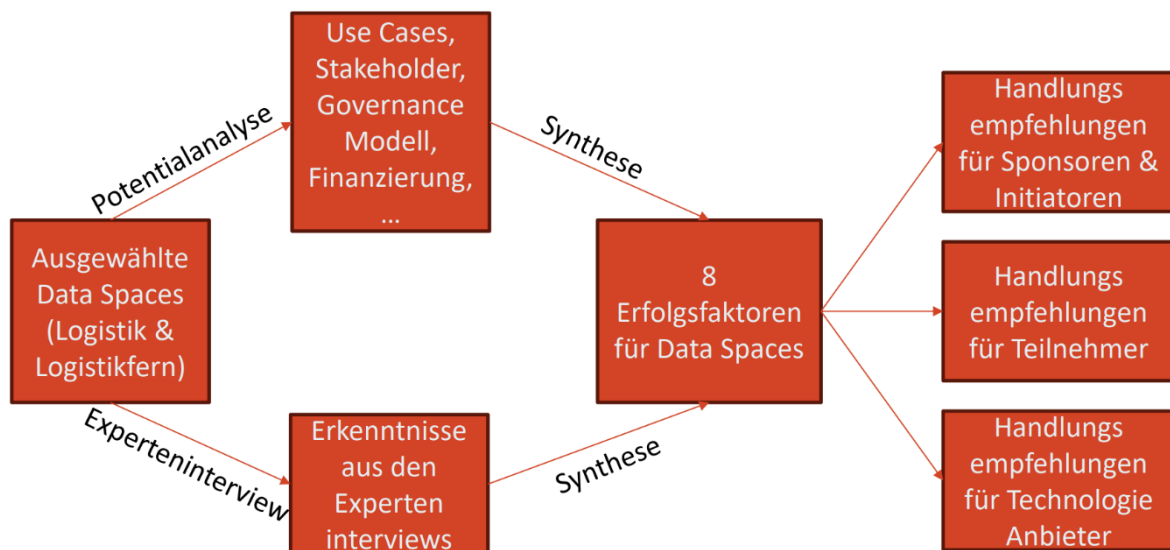 Ausgewählte
Data Spaces
(Logistik &
Logistikfern)
Potentialanalyse
Use Cases,
Stakeholder,
Governance
Modell,
Finanzierung,
...
Synthese
Experteninterview
Erkenntnisse
aus den
Experten
interviews
Synthese
8
Erfolgsfaktoren
für Data Spaces
Handlungs
empfehlungen
für Sponsoren &
Initiatoren
Handlungs
empfehlungen
für Teilnehmer
Handlungs
empfehlungen
für Technologie
Anbieter